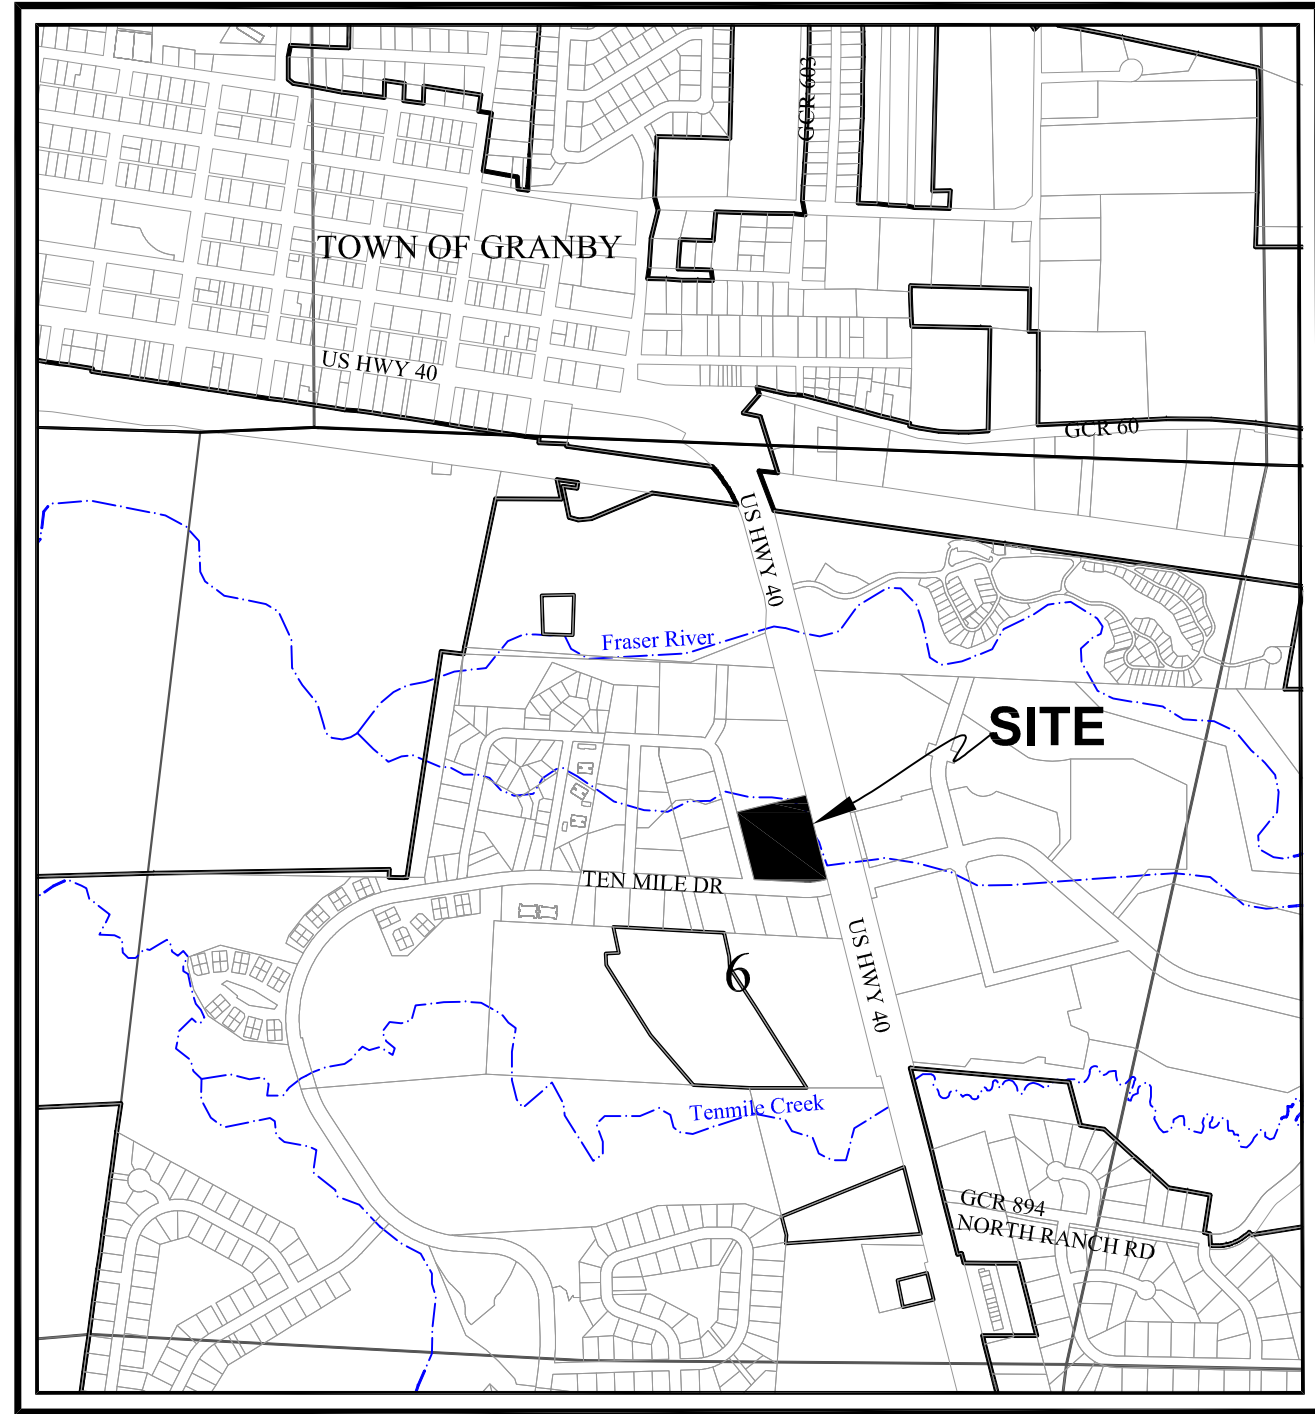 GCR 603
TOWN OF GRANBY
US HWY 40
GCR 60
US HWY 40
Fraser River
SITE
TEN MILE DR
6
US HWY 40
Tenmile Creek
GCR 894
NORTH RANCH RD